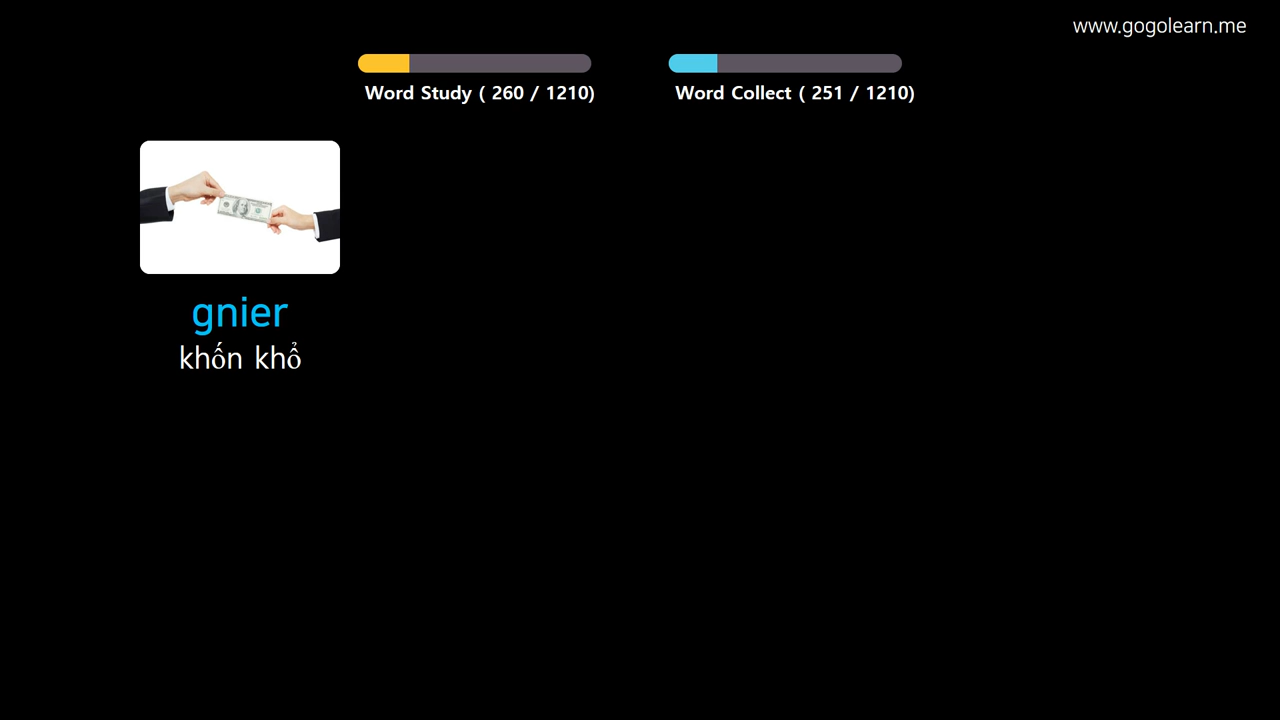 www.gogolearn.me
Word Study ( 260 / 1210)
Word Collect ( 251 / 1210)
gnier
khốn khổ